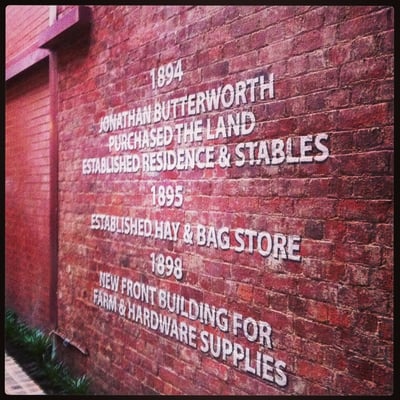 1894
JONATHAN BUTTERWORTH
PURCHASED THE LAND
ESTABLISHED RESIDENCE & STABLES
1895
ESTABLISHED HAY & BAG STORE
1898
NEW FRONT BUILDING FOR
FARM & HARDWARE SUPPLIES